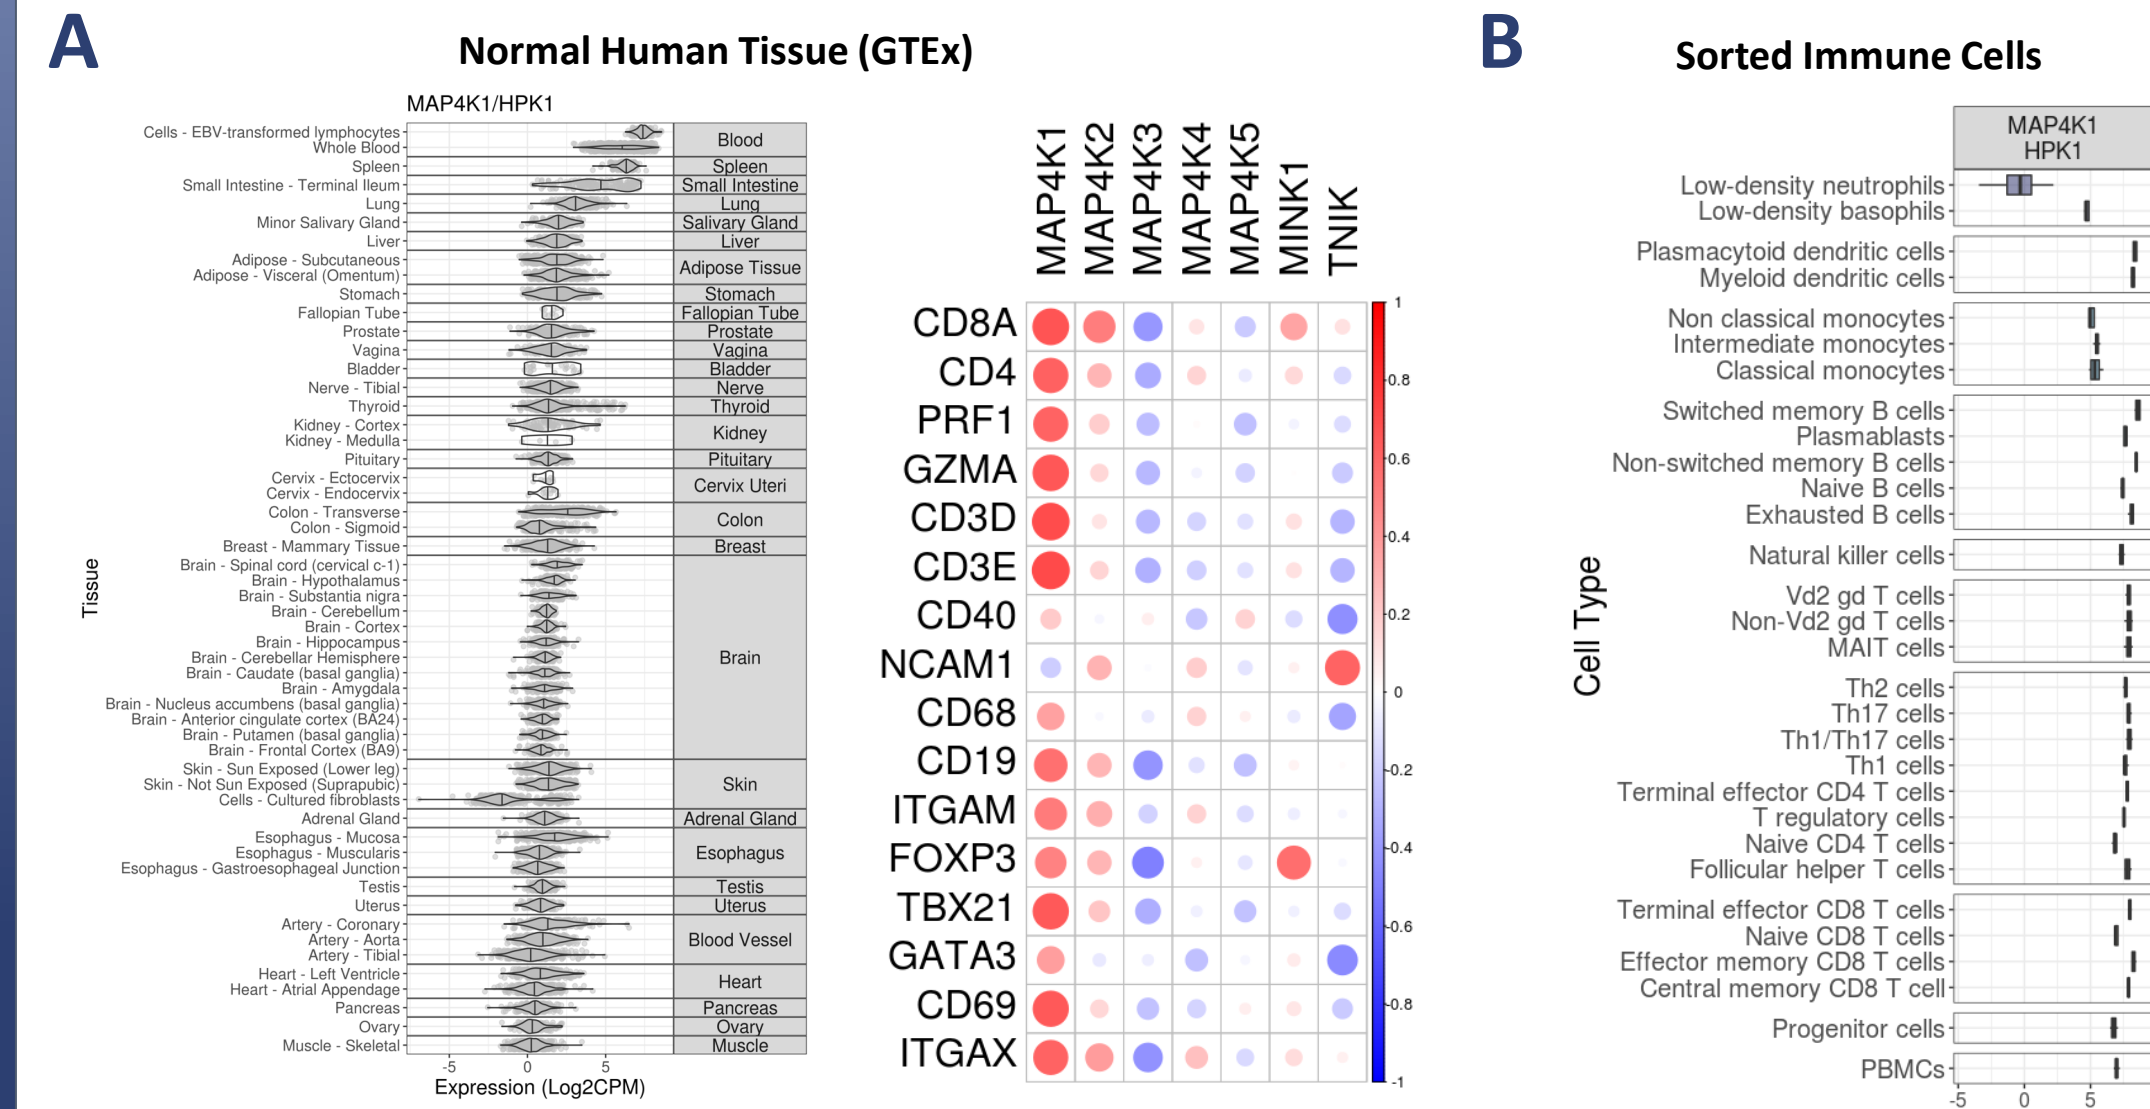 A
Normal Human Tissue (GTEx)
MAP4K1/HPK1
Tissue
Cells - EBV-transformed lymphocytes
Whole Blood
Blood
Spleen
Spleen
Small Intestine - Terminal Ileum
Small Intestine
Lung
Lung
Minor Salivary Gland
Salivary Gland
Liver
Liver
Adipose - Subcutaneous
Adipose - Visceral (Omentum)
Adipose Tissue
Stomach
Stomach
Fallopian Tube
Fallopian Tube
Prostate
Prostate
Vagina
Vagina
Bladder
Bladder
Nerve - Tibial
Nerve
Thyroid
Thyroid
Kidney - Cortex
Kidney - Medulla
Kidney
Pituitary
Pituitary
Cervix - Ectocervix
Cervix - Endocervix
Cervix Uteri
Colon - Transverse
Colon - Sigmoid
Colon
Breast - Mammary Tissue
Breast
Brain - Spinal cord (cervical c-1)
Brain - Hypothalamus
Brain - Substantia nigra
Brain - Cerebellum
Brain - Cortex
Brain - Hippocampus
Brain - Cerebellar Hemisphere
Brain - Caudate (basal ganglia)
Brain - Amygdala
Brain - Nucleus accumbens (basal ganglia)
Brain - Anterior cingulate cortex (BA24)
Brain - Putamen (basal ganglia)
Brain - Frontal Cortex (BA9)
Brain
Skin - Sun Exposed (Lower leg)
Skin - Not Sun Exposed (Suprapubic)
Cells - Cultured fibroblasts
Skin
Adrenal Gland
Adrenal Gland
Esophagus - Mucosa
Esophagus - Muscularis
Esophagus - Gastroesophageal Junction
Esophagus
Testis
Testis
Uterus
Uterus
Artery - Coronary
Artery - Aorta
Artery - Tibial
Blood Vessel
Heart - Left Ventricle
Heart - Atrial Appendage
Heart
Pancreas
Pancreas
Ovary
Ovary
Muscle - Skeletal
Muscle
-5 0 5
Expression (Log2CPM)
MAP4K1
MAP4K2
MAP4K3
MAP4K4
MAP4K5
MINK1
TNIK
CD8A
CD4
PRF1
GZMA
CD3D
CD3E
CD40
NCAM1
CD68
CD19
ITGAM
FOXP3
TBX21
GATA3
CD69
ITGAX
1
0.8
0.6
0.4
0.2
0
-0.2
-0.4
-0.6
-0.8
-1
B
Sorted Immune Cells
MAP4K1
HPK1
Cell Type
Low-density neutrophils
Low-density basophils
Plasmacytoid dendritic cells
Myeloid dendritic cells
Non classical monocytes
Intermediate monocytes
Classical monocytes
Switched memory B cells
Plasmablasts
Non-switched memory B cells
Naive B cells
Exhausted B cells
Natural killer cells
Vd2 gd T cells
Non-Vd2 gd T cells
MAIT cells
Th2 cells
Th17 cells
Th1/Th17 cells
Th1 cells
Terminal effector CD4 T cells
T regulatory cells
Naive CD4 T cells
Follicular helper T cells
Terminal effector CD8 T cells
Naive CD8 T cells
Effector memory CD8 T cells
Central memory CD8 T cell
Progenitor cells
PBMCs
-5 0 5